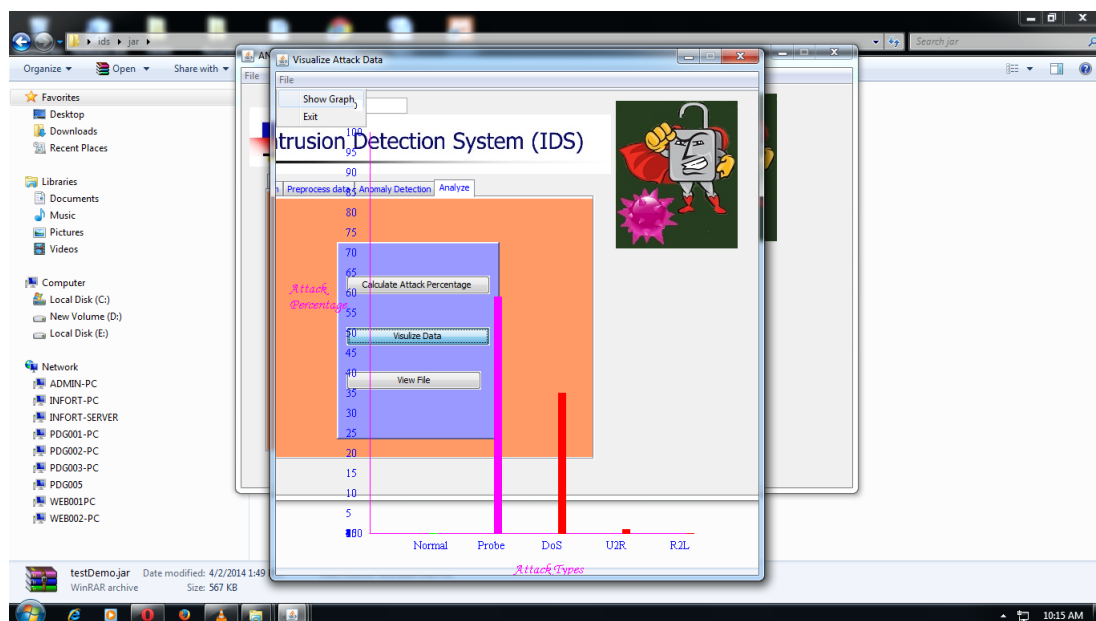 ids ▸ jar ▸
Search jar
Organize ▾ Open ▾ Share with ▾
AN
File
Visualize Attack Data
File
Show Graph
Exit
trusion Detection System (IDS)
n Preprocess data Anomaly Detection Analyze
Calculate Attack Percentage
Visulize Data
View File
Favorites
Desktop
Downloads
Recent Places
Libraries
Documents
Music
Pictures
Videos
Computer
Local Disk (C:)
New Volume (D:)
Local Disk (E:)
Network
ADMIN-PC
INFORT-PC
INFORT-SERVER
PDG001-PC
PDG002-PC
PDG003-PC
PDG005
WEB001PC
WEB002-PC
Attack
Percentage
100
95
90
85
80
75
70
65
60
55
50
45
40
35
30
25
20
15
10
5
Normal Probe DoS U2R R2L
Attack Types
testDemo.jar Date modified: 4/2/2014 1:49
WinRAR archive Size: 567 KB
10:15 AM